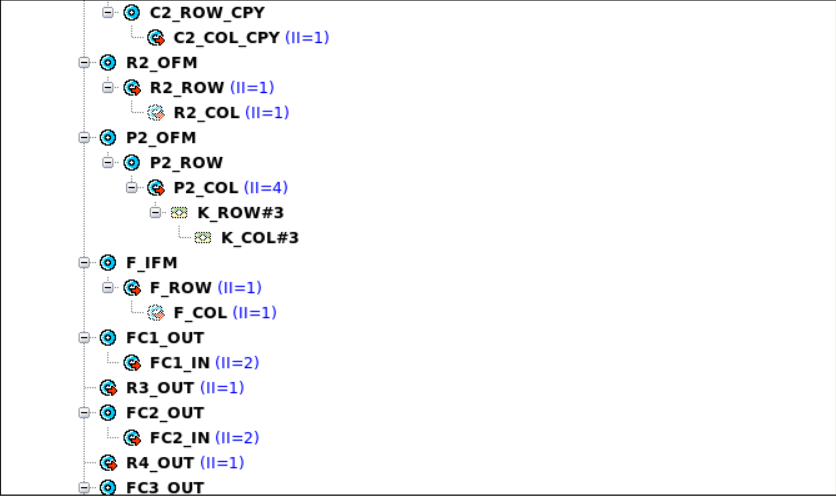 C2_ROW_CPY
C2_COL_CPY (II=1)
R2_OFM
R2_ROW (II=1)
R2_COL (II=1)
P2_OFM
P2_ROW
P2_COL (II=4)
K_ROW#3
K_COL#3
F_IFM
F_ROW (II=1)
F_COL (II=1)
FC1_OUT
FC1_IN (II=2)
R3_OUT (II=1)
FC2_OUT
FC2_IN (II=2)
R4_OUT (II=1)
FC3_OUT